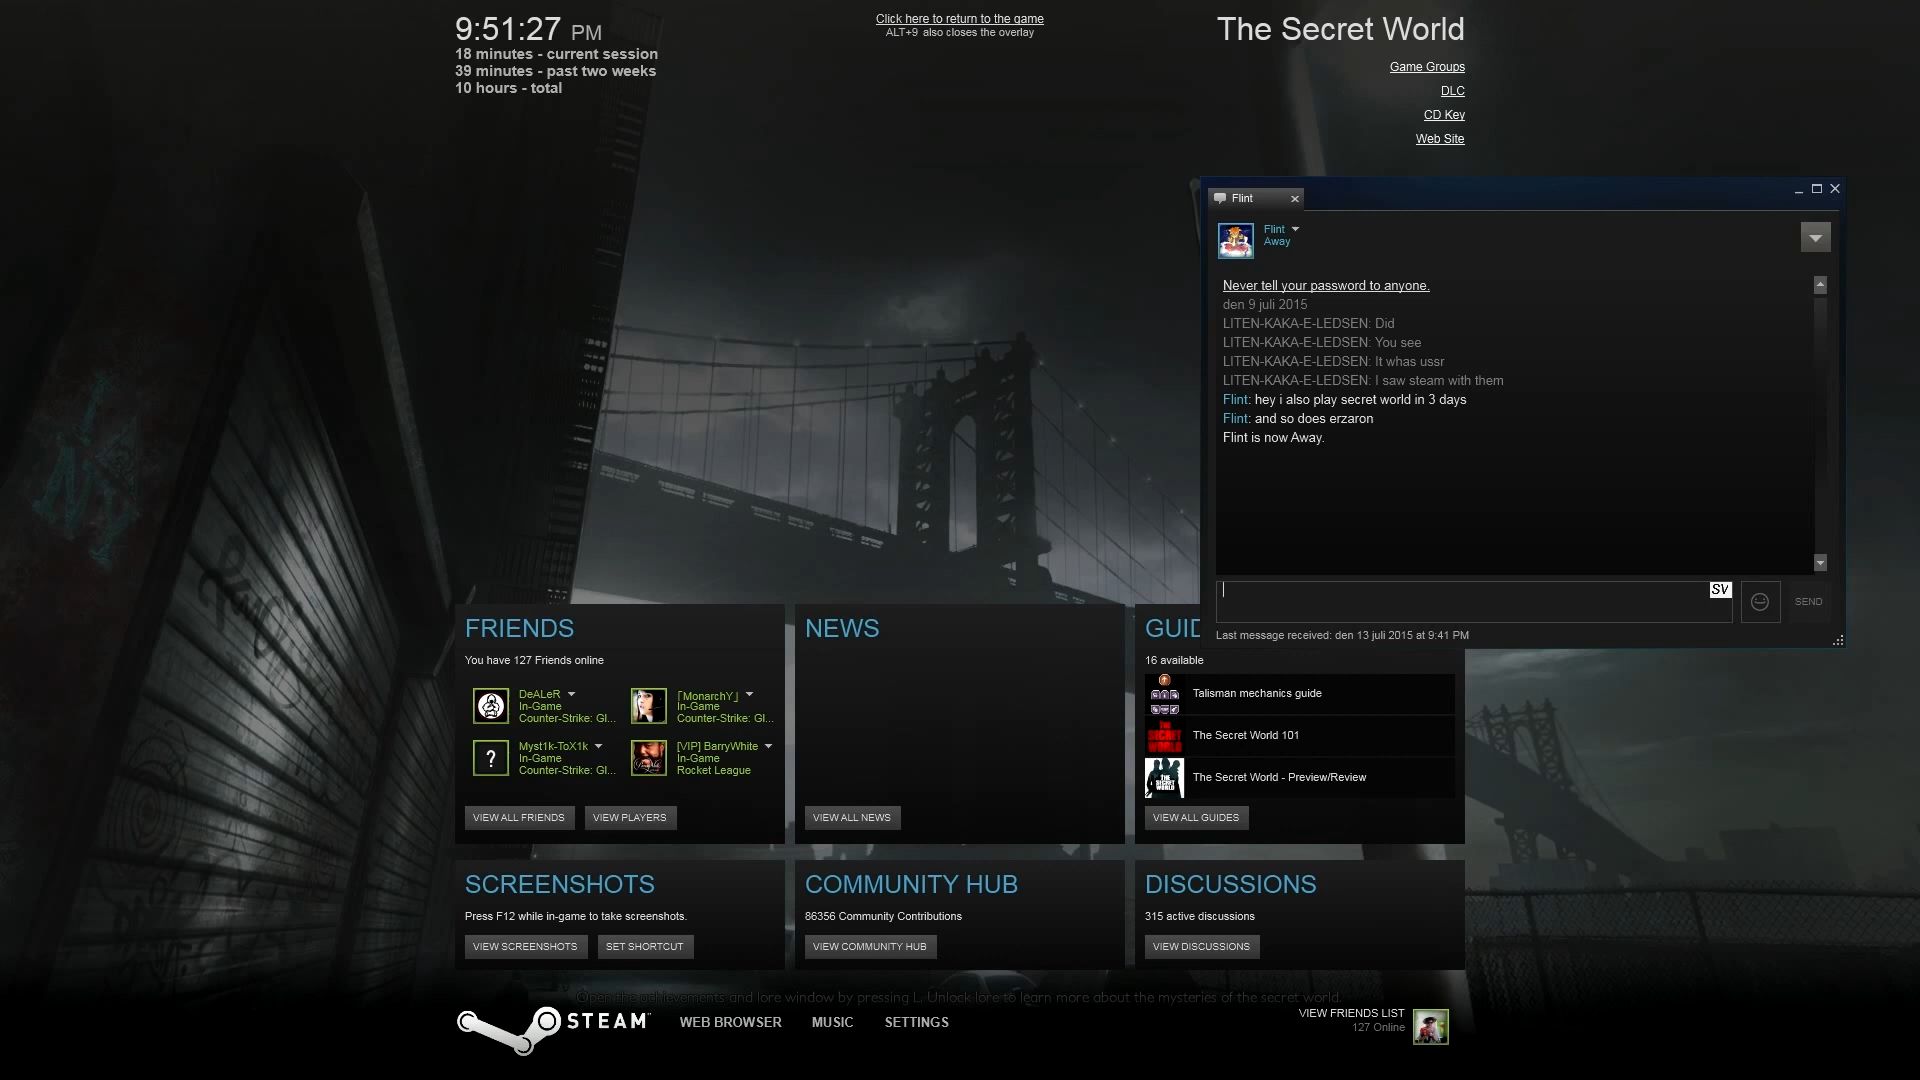 9:51:27 PM
18 minutes - current session
39 minutes - past two weeks
10 hours - total
Click here to return to the game
ALT+9 also closes the overlay
The Secret World
Game Groups
DLC
CD Key
Web Site
Flint
Flint
Away
Never tell your password to anyone.
den 9 juli 2015
LITEN-KAKA-E-LEDSEN: Did
LITEN-KAKA-E-LEDSEN: You see
LITEN-KAKA-E-LEDSEN: It whas ussr
LITEN-KAKA-E-LEDSEN: I saw steam with them
Flint: hey i also play secret world in 3 days
Flint: and so does erzaron
Flint is now Away.
SV
SEND
Last message received: den 13 juli 2015 at 9:41 PM
FRIENDS
You have 127 Friends online
DeALeR
In-Game
Counter-Strike: Gl...
「MonarchY」
In-Game
Counter-Strike: Gl...
Myst1k-ToX1k
In-Game
Counter-Strike: Gl...
[VIP] BarryWhite
In-Game
Rocket League
VIEW ALL FRIENDS
VIEW PLAYERS
NEWS
VIEW ALL NEWS
GUID
16 available
Talisman mechanics guide
THE SECRET WORLD
The Secret World 101
THE SECRET WORLD
The Secret World - Preview/Review
VIEW ALL GUIDES
SCREENSHOTS
Press F12 while in-game to take screenshots.
VIEW SCREENSHOTS
SET SHORTCUT
COMMUNITY HUB
86356 Community Contributions
VIEW COMMUNITY HUB
DISCUSSIONS
315 active discussions
VIEW DISCUSSIONS
Open the achievements and lore window by pressing L. Unlock lore to learn more about the mysteries of the secret world.
STEAM
WEB BROWSER
MUSIC
SETTINGS
VIEW FRIENDS LIST
127 Online